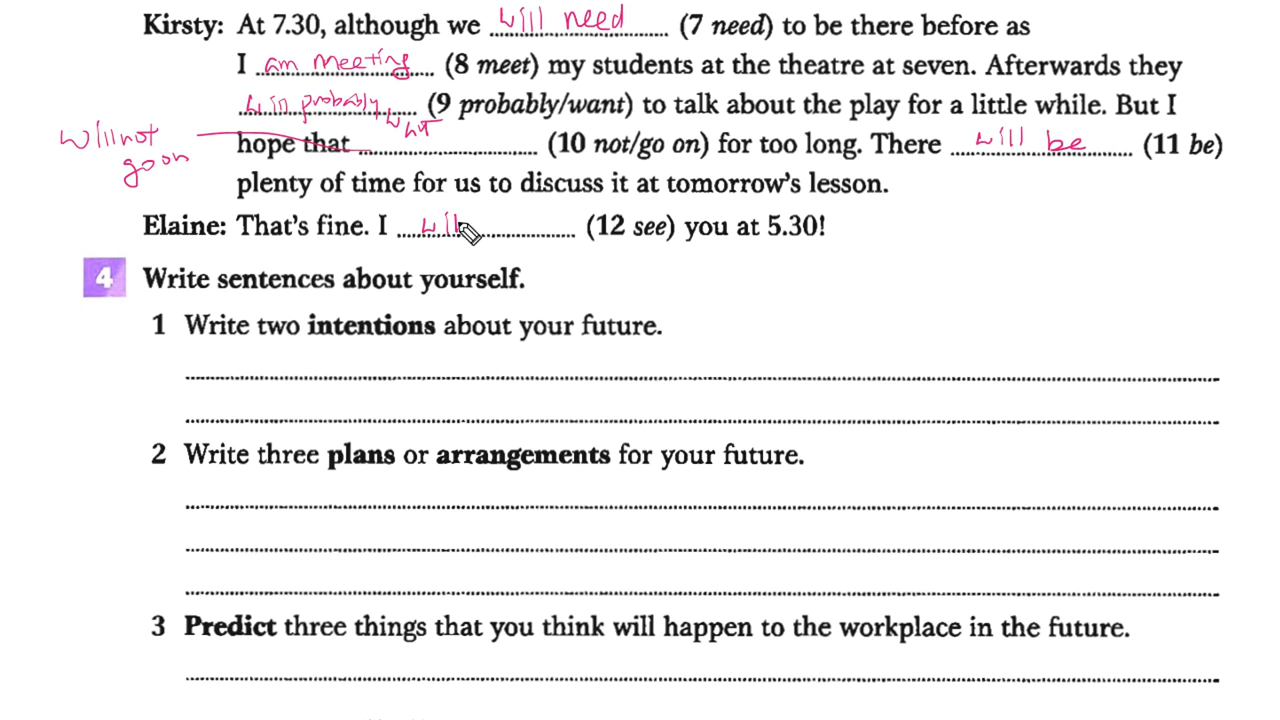 Kirsty: At 7.30, although we will need (7 need) to be there before as
I am meeting (8 meet) my students at the theatre at seven. Afterwards they
will probably want (9 probably/want) to talk about the play for a little while. But I
will not go on
hope that .............................. (10 not/go on) for too long. There will be (11 be)
plenty of time for us to discuss it at tomorrow's lesson.
Elaine: That's fine. I will (12 see) you at 5.30!
4 Write sentences about yourself.
1 Write two intentions about your future.
2 Write three plans or arrangements for your future.
3 Predict three things that you think will happen to the workplace in the future.